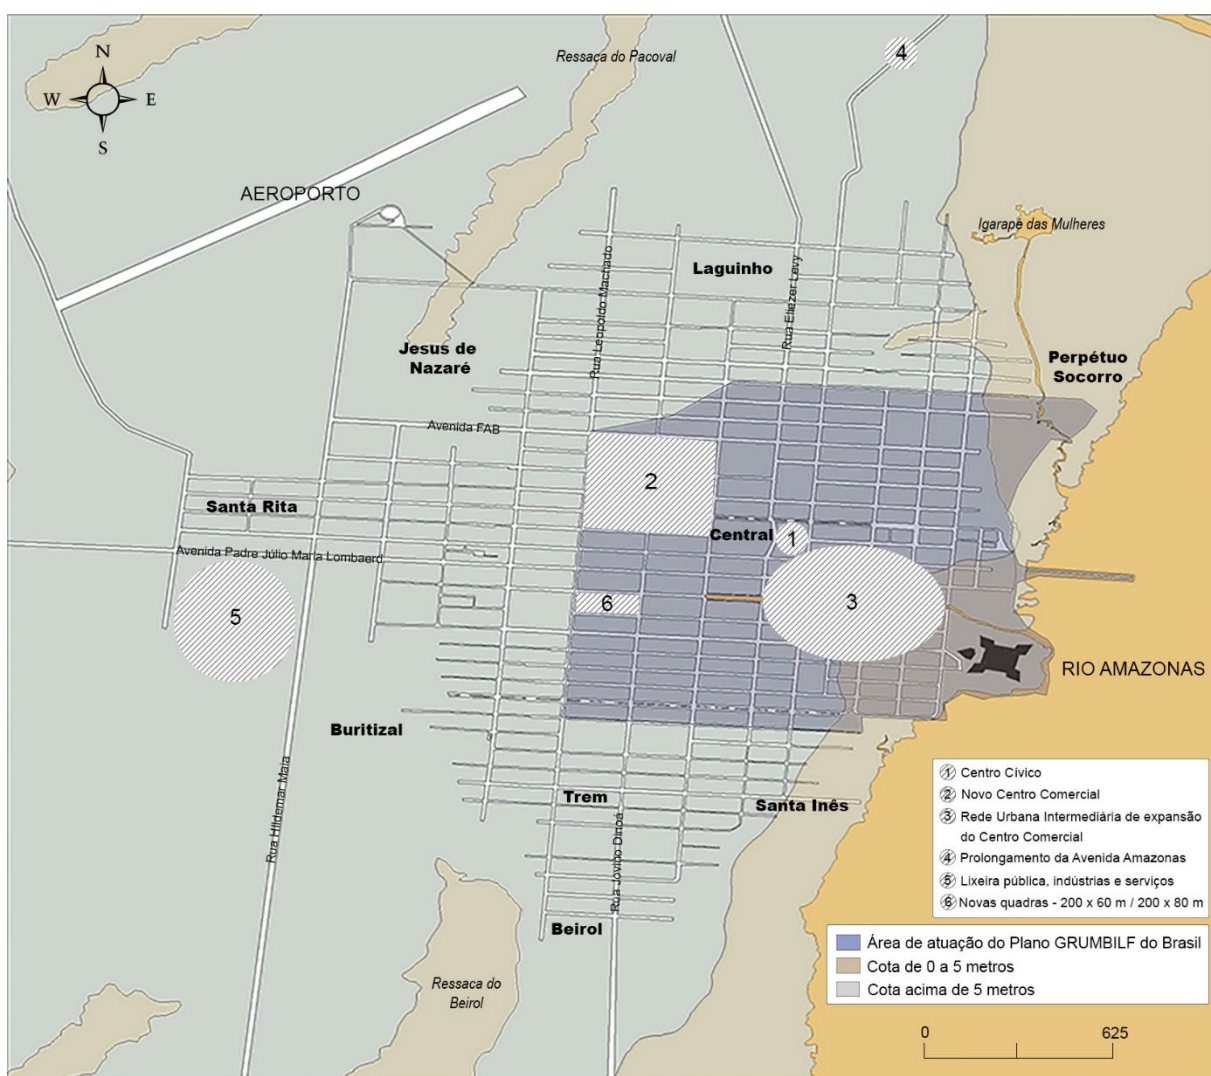 Ressaca do Pacoval
4
N
W E
S
AEROPORTO
Igarapé das Mulheres
Laguinho
Rua Leopoldo Machado
Rua Eliezer Levy
Jesus de
Nazaré
Perpétuo
Socorro
Avenida FAB
2
Santa Rita
Central
1
Avenida Padre Júlio Maria Lombaerd
5
6
3
RIO AMAZONAS
Buritizal
Rua Hildemar Maia
Trem
Santa Inês
Rua Jovino Dinoá
Beirol
Ressaca do
Beirol
1 Centro Cívico
2 Novo Centro Comercial
3 Rede Urbana Intermediária de expansão
do Centro Comercial
4 Prolongamento da Avenida Amazonas
5 Lixeira pública, indústrias e serviços
6 Novas quadras - 200 x 60 m / 200 x 80 m
Área de atuação do Plano GRUMBILF do Brasil
Cota de 0 a 5 metros
Cota acima de 5 metros
0 625